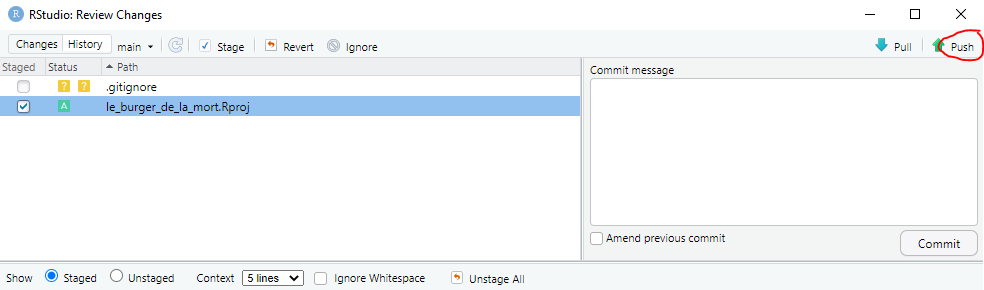 R RStudio: Review Changes
Changes History main Stage Revert Ignore Pull Push
Staged Status Path
? ? .gitignore
A le_burger_de_la_mort.Rproj
Commit message
Amend previous commit
Commit
Show Staged Unstaged Context 5 lines Ignore Whitespace Unstage All